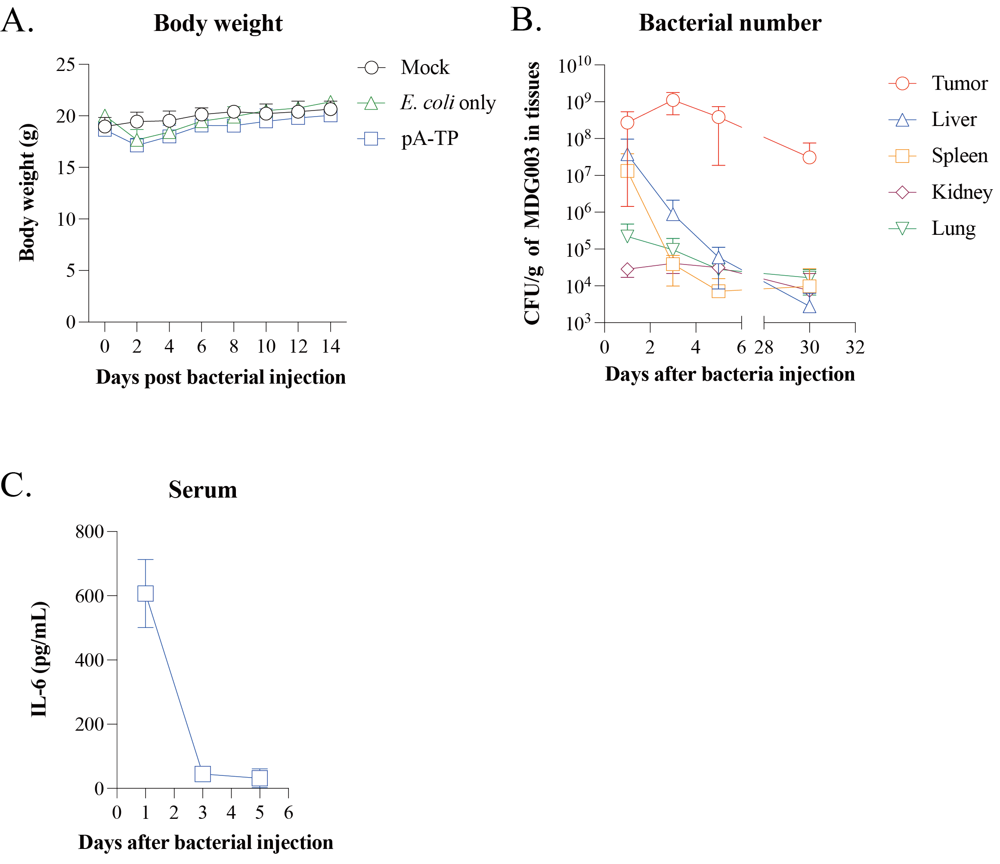 A.
Body weight
25
20
15
10
5
0
Body weight (g)
0 2 4 6 8 10 12 14
Days post bacterial injection
Mock
E. coli only
pA-TP
B.
Bacterial number
10^10
10^9
10^8
10^7
10^6
10^5
10^4
10^3
CFU/g of MDG003 in tissues
0 2 4 6 28 30 32
Days after bacteria injection
Tumor
Liver
Spleen
Kidney
Lung
C.
Serum
800
600
400
200
0
IL-6 (pg/mL)
0 1 2 3 4 5 6
Days after bacterial injection